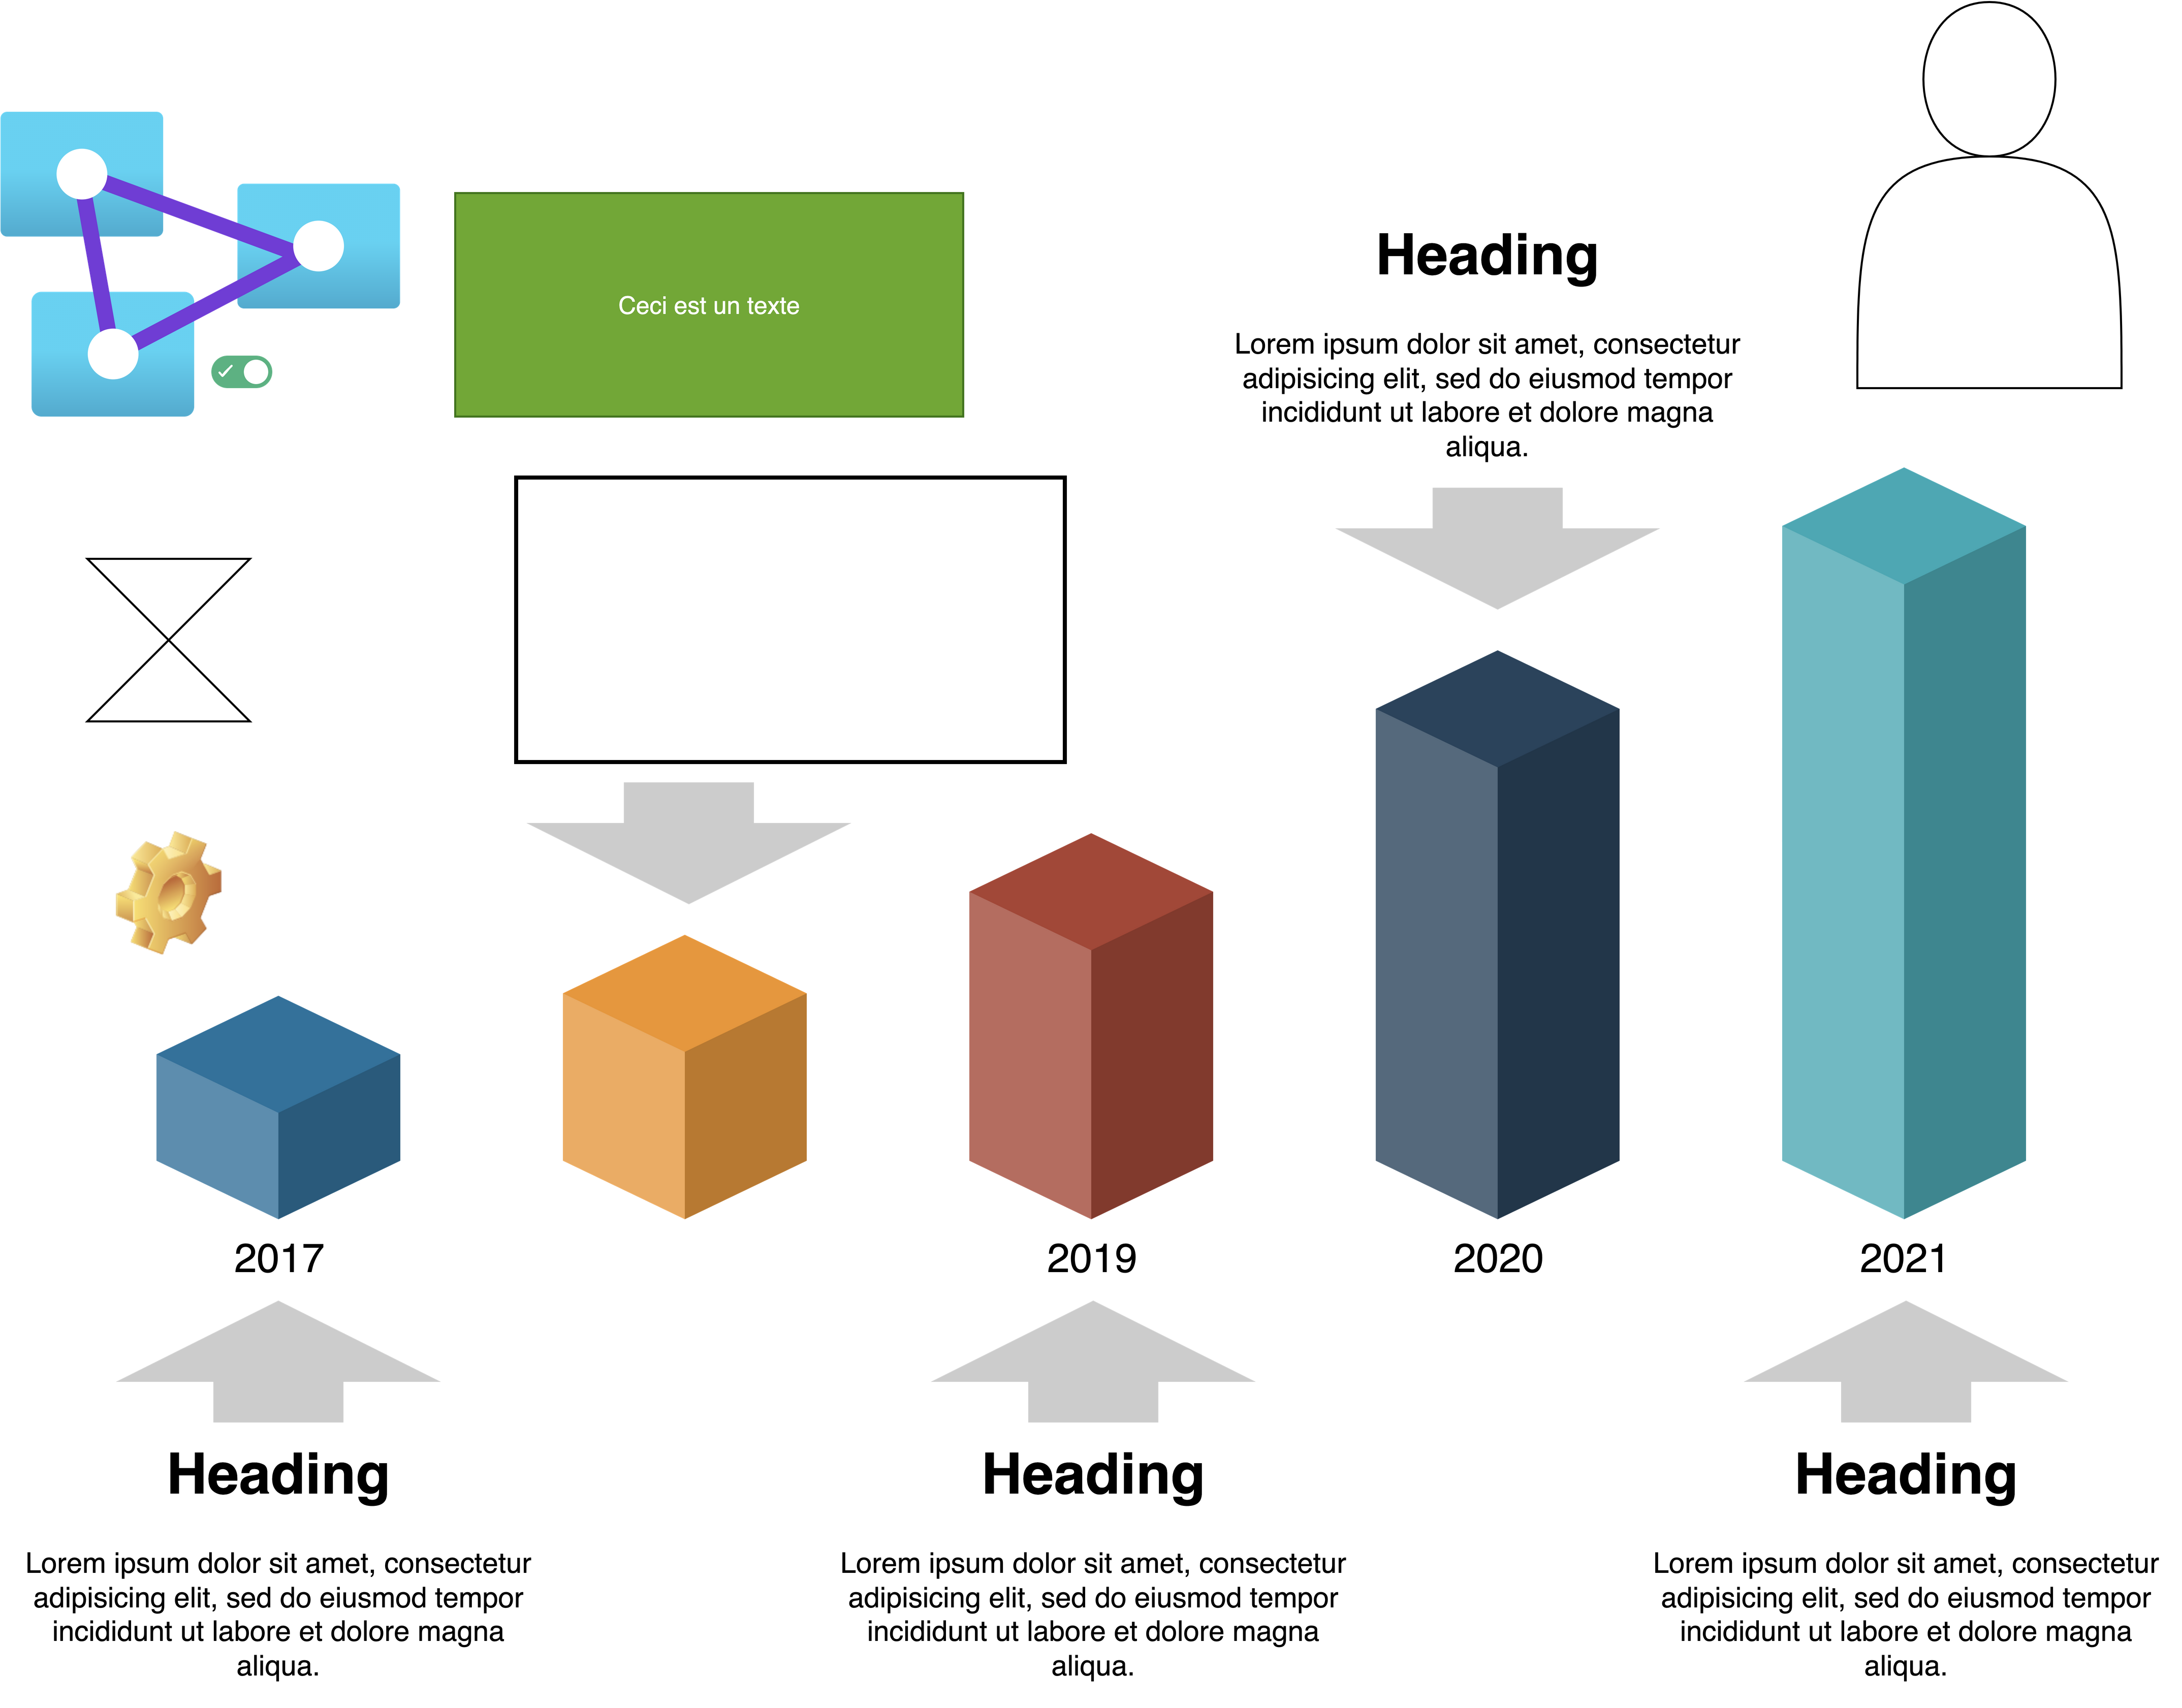 Ceci est un texte
Heading
Lorem ipsum dolor sit amet, consectetur
adipisicing elit, sed do eiusmod tempor
incididunt ut labore et dolore magna
aliqua.
2017
2019
2020
2021
Heading
Lorem ipsum dolor sit amet, consectetur
adipisicing elit, sed do eiusmod tempor
incididunt ut labore et dolore magna
aliqua.
Heading
Lorem ipsum dolor sit amet, consectetur
adipisicing elit, sed do eiusmod tempor
incididunt ut labore et dolore magna
aliqua.
Heading
Lorem ipsum dolor sit amet, consectetur
adipisicing elit, sed do eiusmod tempor
incididunt ut labore et dolore magna
aliqua.